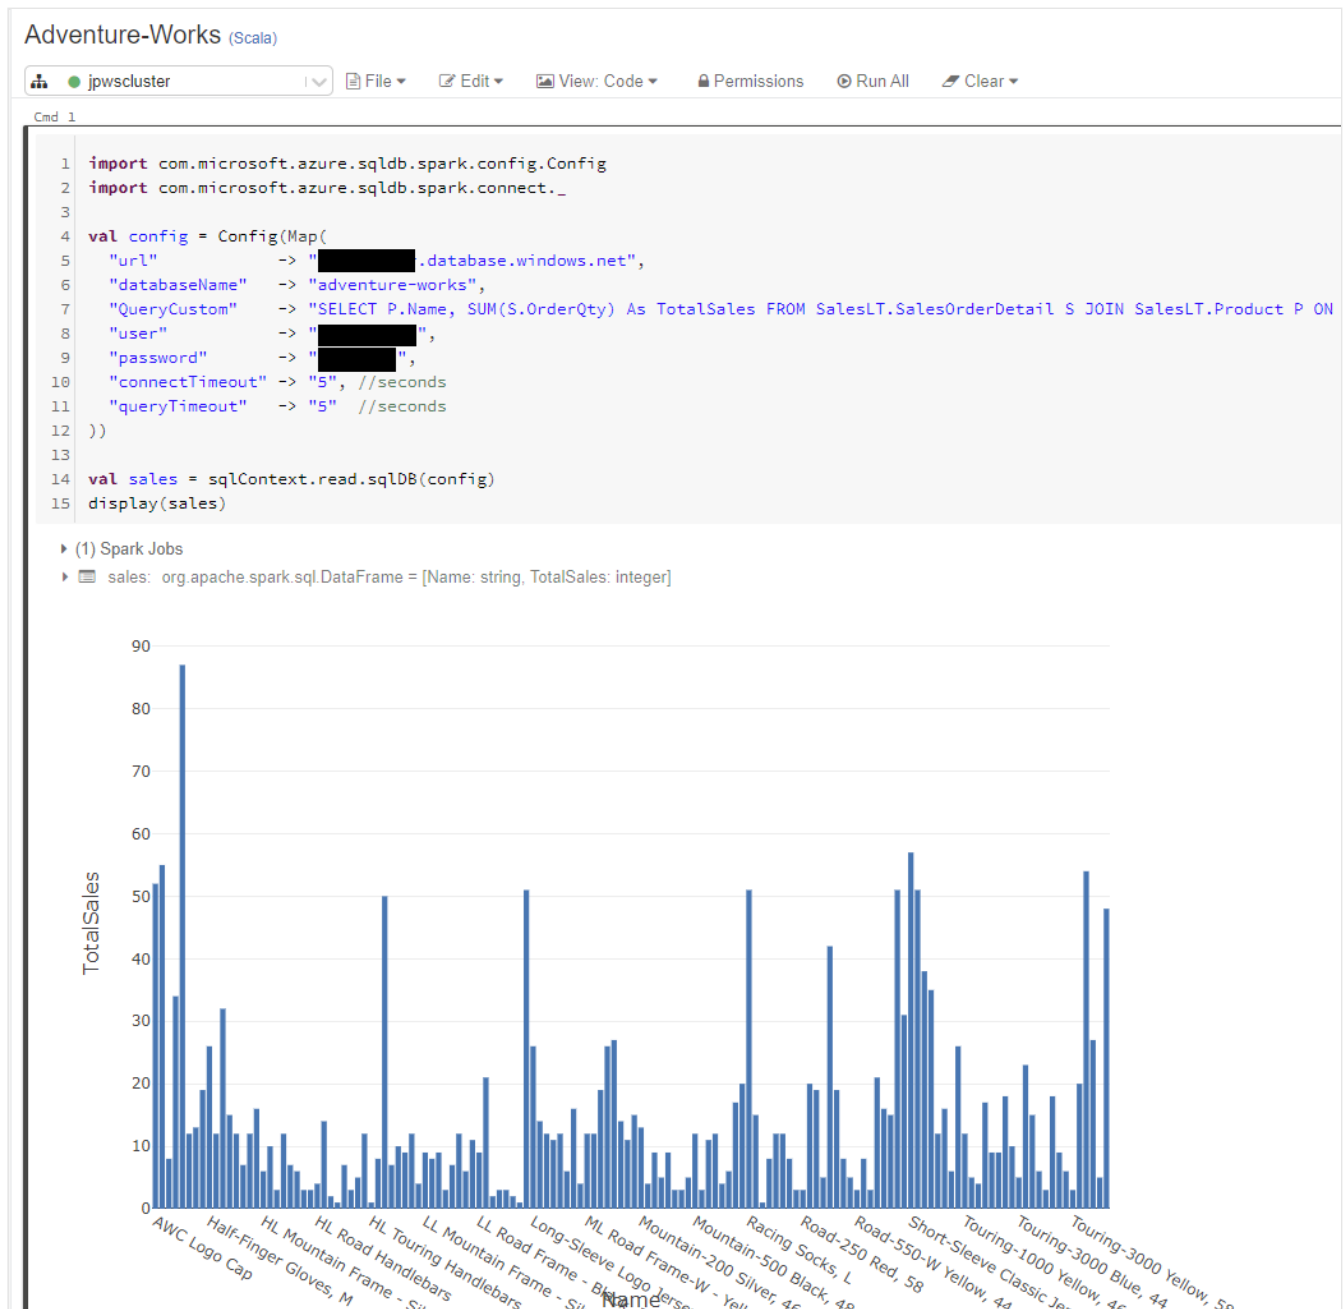 Adventure-Works (Scala)
jpwscluster File Edit View: Code Permissions Run All Clear
Cmd 1
1 import com.microsoft.azure.sqldb.spark.config.Config
2 import com.microsoft.azure.sqldb.spark.connect._
3
4 val config = Config(Map(
5 "url" -> " .database.windows.net",
6 "databaseName" -> "adventure-works",
7 "QueryCustom" -> "SELECT P.Name, SUM(S.OrderQty) As TotalSales FROM SalesLT.SalesOrderDetail S JOIN SalesLT.Product P ON
8 "user" -> " ",
9 "password" -> " ",
10 "connectTimeout" -> "5", //seconds
11 "queryTimeout" -> "5" //seconds
12 ))
13
14 val sales = sqlContext.read.sqlDB(config)
15 display(sales)
(1) Spark Jobs
sales: org.apache.spark.sql.DataFrame = [Name: string, TotalSales: integer]
90
80
70
60
50
40
30
20
10
0
TotalSales
AWC Logo Cap
Half-Finger Gloves, M
HL Mountain Frame - Sil
HL Road Handlebars
HL Touring Handlebars
LL Mountain Frame - Sil
LL Road Frame -
Long-Sleeve Logo Jerse
ML Road Frame-W - Yell
Mountain-200 Silver, 46
Mountain-500 Black, 48
Racing Socks, L
Road-250 Red, 58
Road-550-W Yellow, 44
Short-Sleeve Classic Jer
Touring-1000 Yellow, 46
Touring-3000 Blue, 44
Touring-3000 Yellow, 58
Name